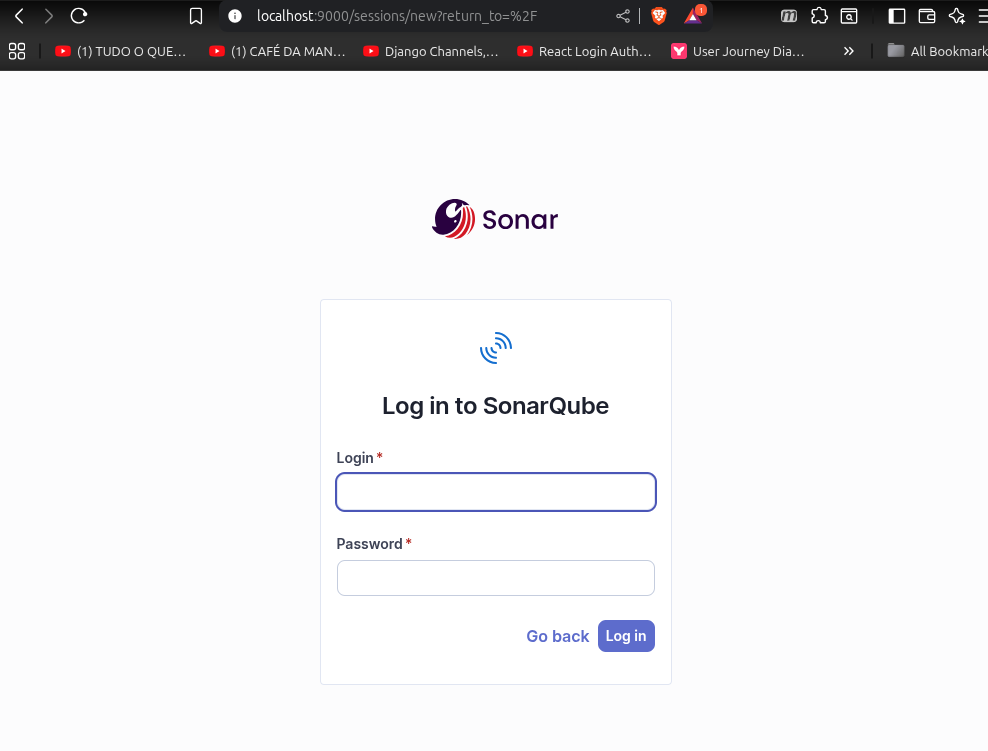 localhost:9000/sessions/new?return_to=%2F
1
m
(1) TUDO O QUE...
(1) CAFÉ DA MAN...
Django Channels,...
React Login Auth...
User Journey Dia...
»
All Bookmark
Sonar
Log in to SonarQube
Login *
Password *
Go back
Log in